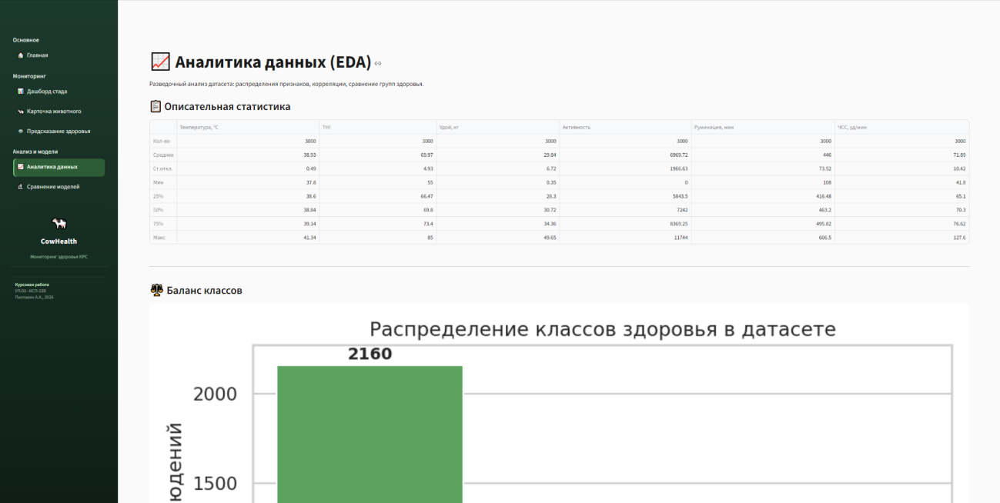 Основное
Главная
Мониторинг
Дашборд стада
Карточка животного
Предсказание здоровья
Анализ и модели
Аналитика данных
Сравнение моделей
CowHealth
Мониторинг здоровья КРС
Курсовая работа
2026
Аналитика данных (EDA)
Разведочный анализ датасета: распределения признаков, корреляции, сравнение групп здоровья.
Описательная статистика
Температура, °C THI Удой, кг Активность Руминация, мин ЧСС, уд/мин
Кол-во 3000 3000 3000 3000 3000 3000
Среднее 38.93 69.97 29.84 6969.72 446 71.89
Ст.откл. 0.49 4.93 6.72 1966.63 73.52 10.42
Мин 37.8 55 0.35 0 108 41.8
25% 38.6 66.47 26.3 5843.5 416.48 65.1
50% 38.84 69.8 30.72 7242 463.2 70.3
75% 39.14 73.4 34.36 8369.25 495.82 76.62
Макс 41.34 85 49.65 11744 606.5 127.6
Баланс классов
Распределение классов здоровья в датасете
2160
2000
1500
юдений